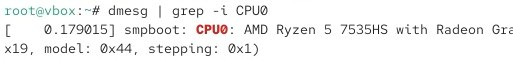 root@vbox:~# dmesg | grep -i CPU0
[    0.179015] smpboot: CPU0: AMD Ryzen 5 7535HS with Radeon Gra
x19, model: 0x44, stepping: 0x1)